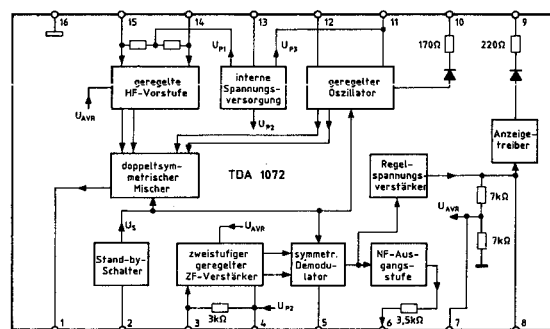 16 15 14 13 12 11 10 9
170Ω 220Ω
U_P1 U_P3
geregelte
HF-Vorstufe
interne
Spannungs-
versorgung
geregelter
Oszillator
U_AVR
U_P2
Anzeige-
treiber
doppeltsym-
metrischer
Mischer
TDA 1072
Regel-
spannungs-
verstärker
7kΩ
U_AVR
7kΩ
U_S
U_AVR
Stand-by-
Schalter
zweistufiger
geregelter
ZF-Verstärker
symmetr.
Demodu-
lator
NF-Aus-
gangs-
stufe
3kΩ
U_P2
3,5kΩ
1 2 3 4 5 6 7 8